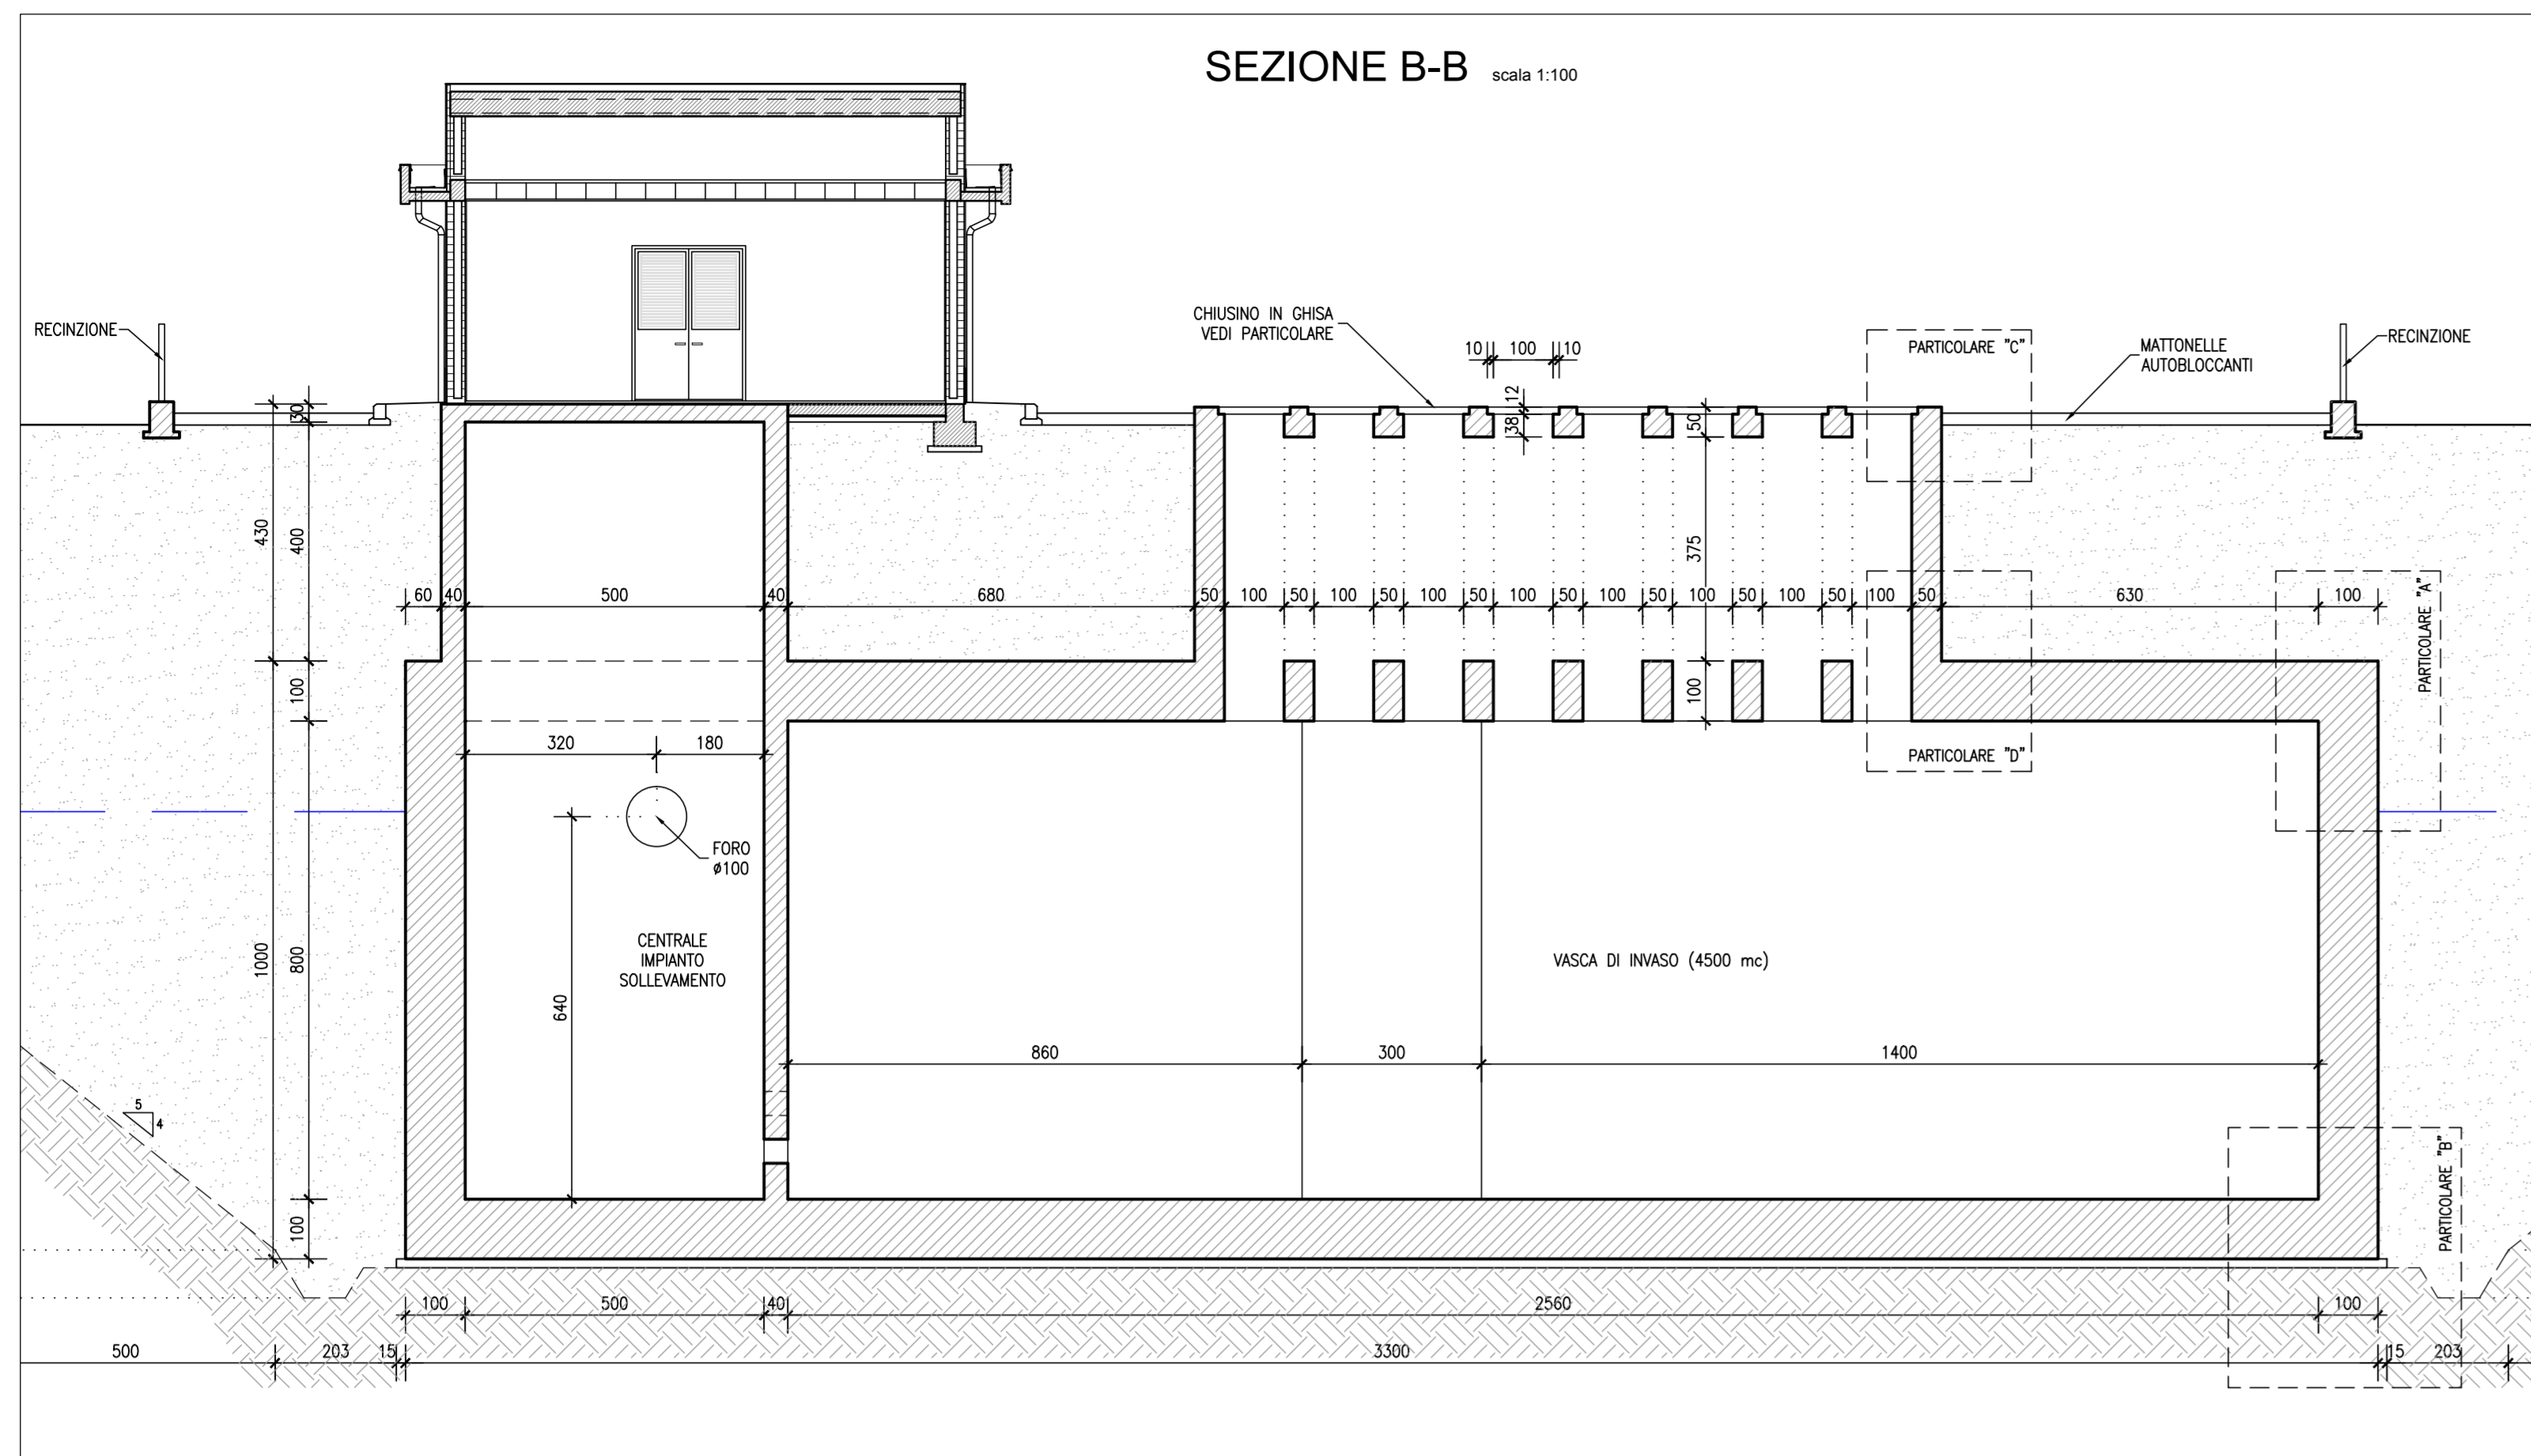 SEZIONE B-B scala 1:100
RECINZIONE
CHIUSINO IN GHISA
VEDI PARTICOLARE
10 100 10
PARTICOLARE "C"
MATTONELLE
AUTOBLOCCANTI
RECINZIONE
30
12
38
50
430
400
375
60 40 500 40 680 50 100 50 100 50 100 50 100 50 100 50 100 50 100 50 100 50 630 100
PARTICOLARE "A"
100
100
320 180
PARTICOLARE "D"
FORO
ø100
CENTRALE
IMPIANTO
SOLLEVAMENTO
1000
800
640
VASCA DI INVASO (4500 mc)
860 300 1400
5
4
PARTICOLARE "B"
100
100 500 40 2560 100
500 203 15 3300 15 203